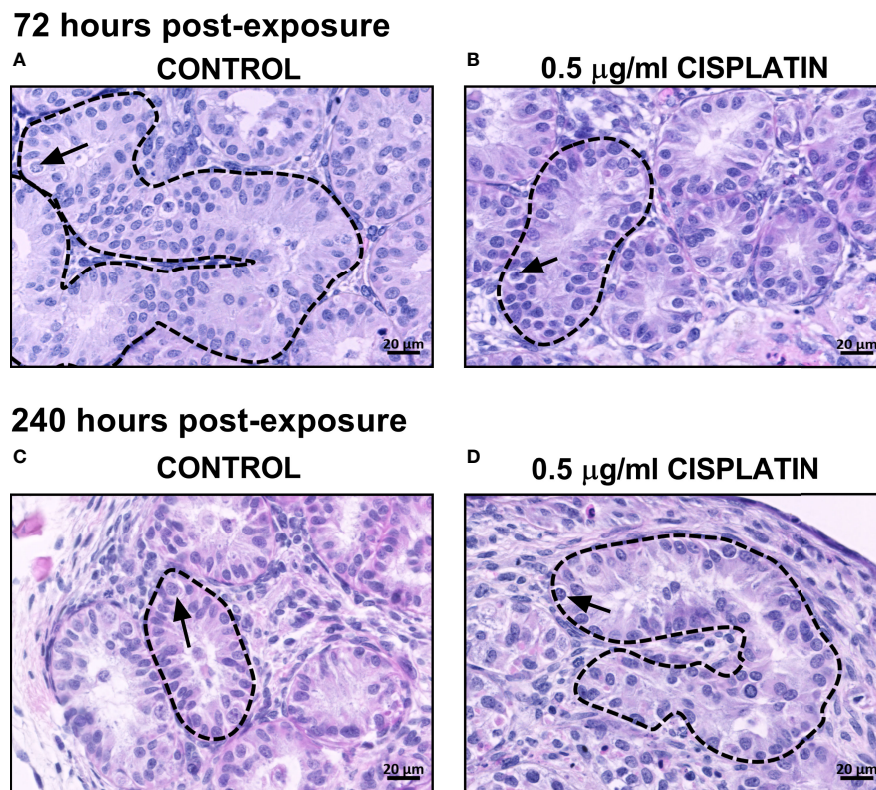 72 hours post-exposure
A
CONTROL
B
0.5 µg/ml CISPLATIN
20 µm
20 µm
240 hours post-exposure
C
CONTROL
D
0.5 µg/ml CISPLATIN
20 µm
20 µm